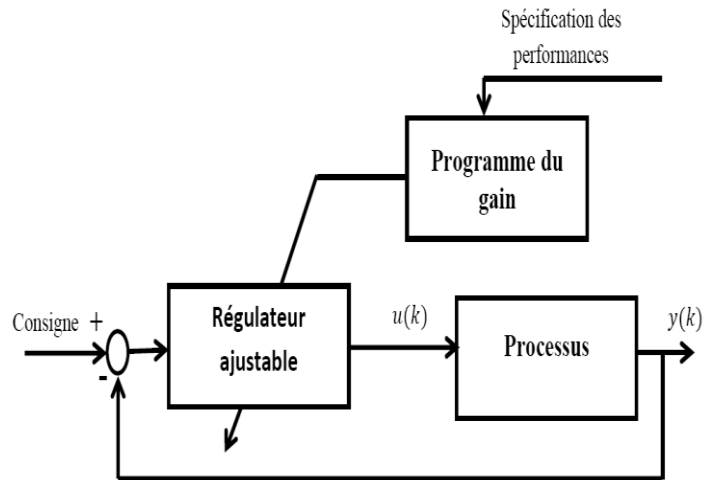 Spécification des
performances
Programme du
gain
Consigne +
-
Régulateur
ajustable
u(k)
Processus
y(k)